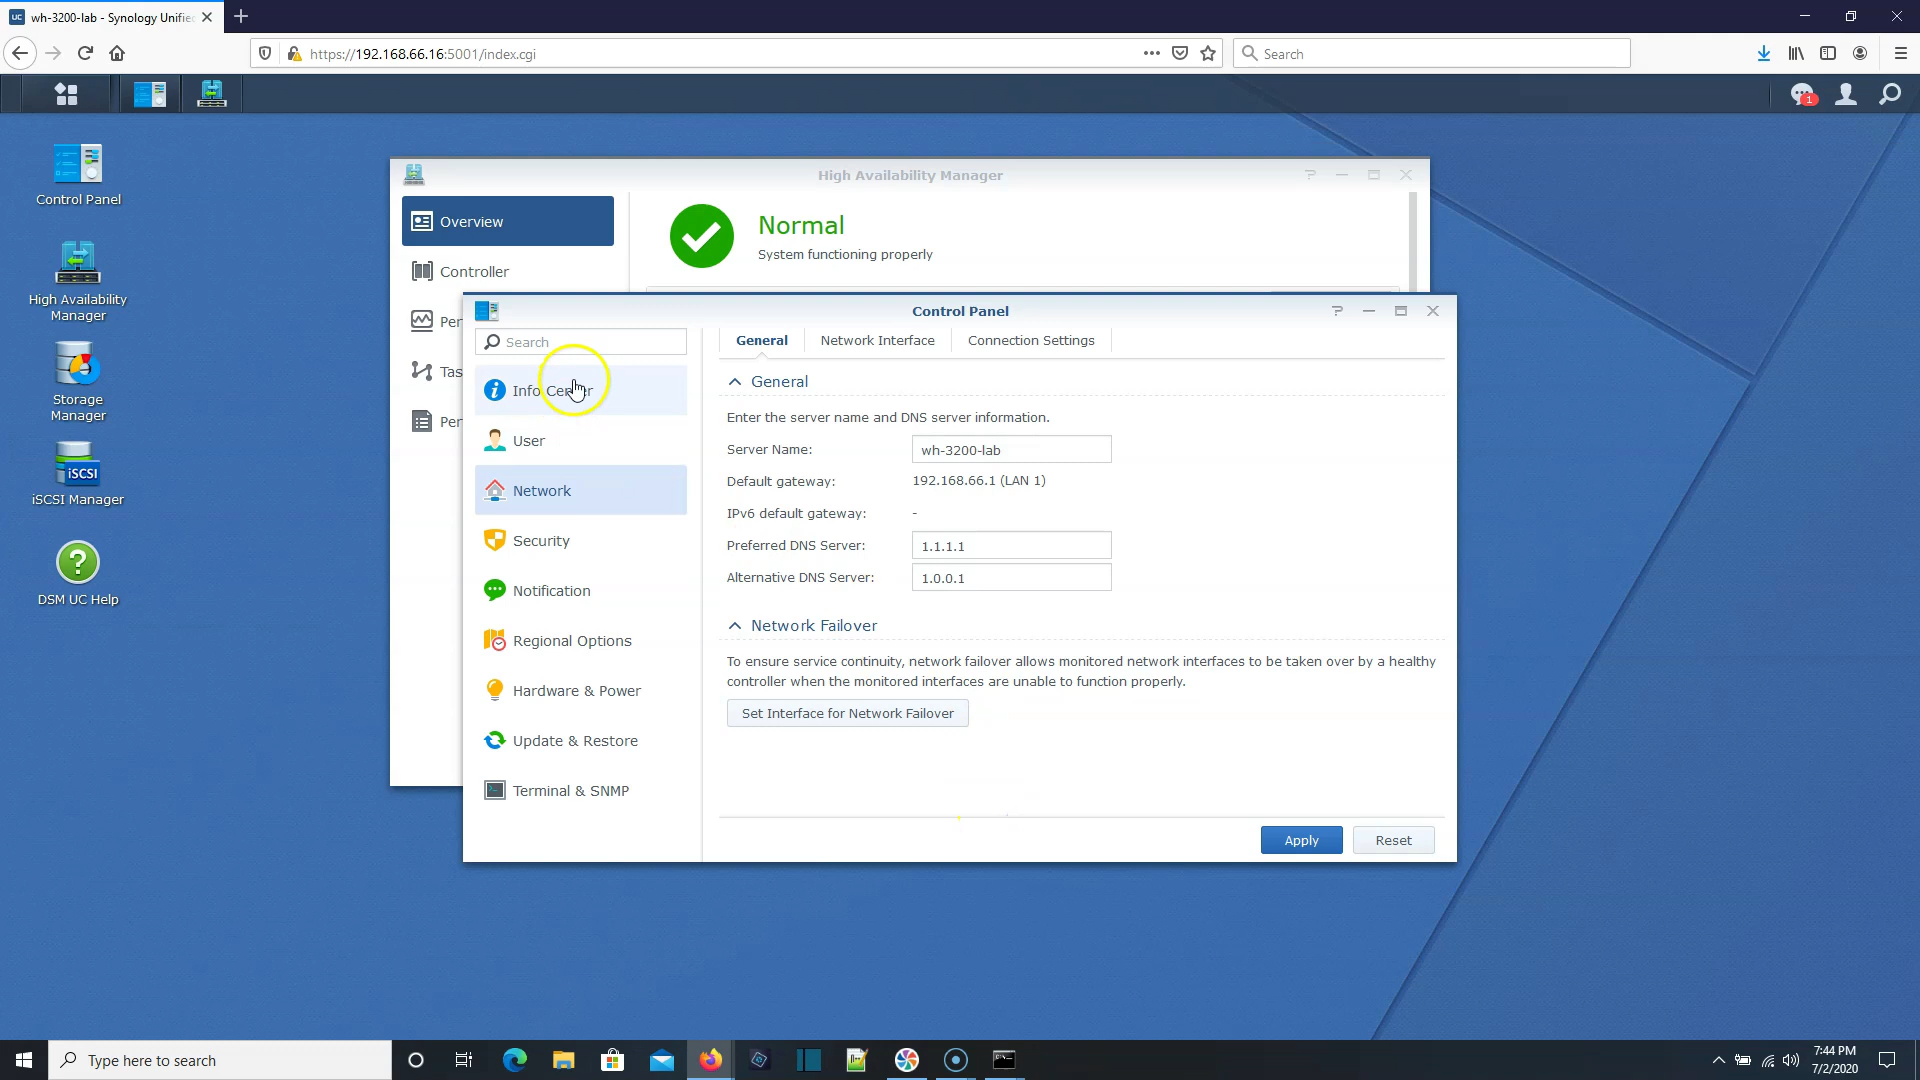 UC
wh-3200-lab - Synology Unifie
https://192.168.66.16:5001/index.cgi
Search
1
Control Panel
High Availability
Manager
Storage
Manager
iSCSI
iSCSI Manager
?
DSM UC Help
High Availability Manager
?
Overview
Controller
Per
Tas
Per
Normal
System functioning properly
Control Panel
?
Search
Info Center
User
Network
Security
Notification
Regional Options
Hardware & Power
Update & Restore
Terminal & SNMP
General
Network Interface
Connection Settings
General
Enter the server name and DNS server information.
Server Name:
wh-3200-lab
Default gateway:
192.168.66.1 (LAN 1)
IPv6 default gateway:
-
Preferred DNS Server:
1.1.1.1
Alternative DNS Server:
1.0.0.1
Network Failover
To ensure service continuity, network failover allows monitored network interfaces to be taken over by a healthy
controller when the monitored interfaces are unable to function properly.
Set Interface for Network Failover
Apply
Reset
Type here to search
7:44 PM
7/2/2020